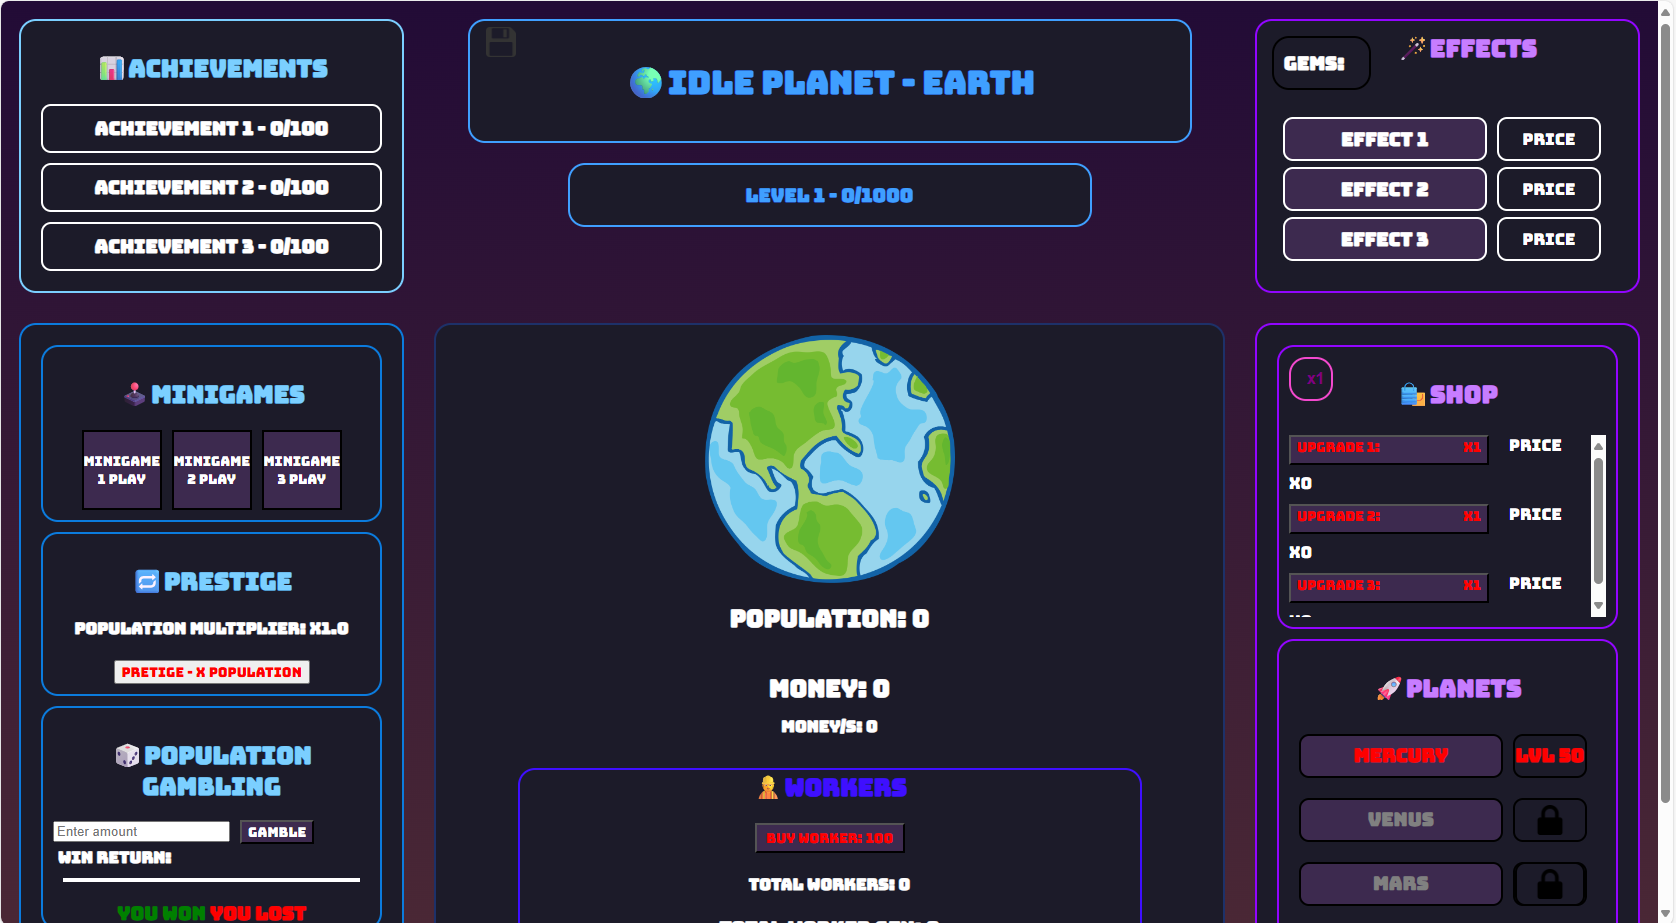 ACHIEVEMENTS
ACHIEVEMENT 1 - 0/100
ACHIEVEMENT 2 - 0/100
ACHIEVEMENT 3 - 0/100
IDLE PLANET - EARTH
LEVEL 1 - 0/1000
GEMS:
EFFECTS
EFFECT 1 PRICE
EFFECT 2 PRICE
EFFECT 3 PRICE
MINIGAMES
MINIGAME 1 PLAY
MINIGAME 2 PLAY
MINIGAME 3 PLAY
PRESTIGE
POPULATION MULTIPLIER: X1.0
PRETIGE - X POPULATION
POPULATION
GAMBLING
Enter amount GAMBLE
WIN RETURN:
YOU WON YOU LOST
POPULATION: 0
MONEY: 0
MONEY/S: 0
WORKERS
BUY WORKER: 100
TOTAL WORKERS: 0
x1
SHOP
UPGRADE 1: X1 PRICE
X0
UPGRADE 2: X1 PRICE
X0
UPGRADE 3: X1 PRICE
PLANETS
MERCURY LVL 50
VENUS
MARS